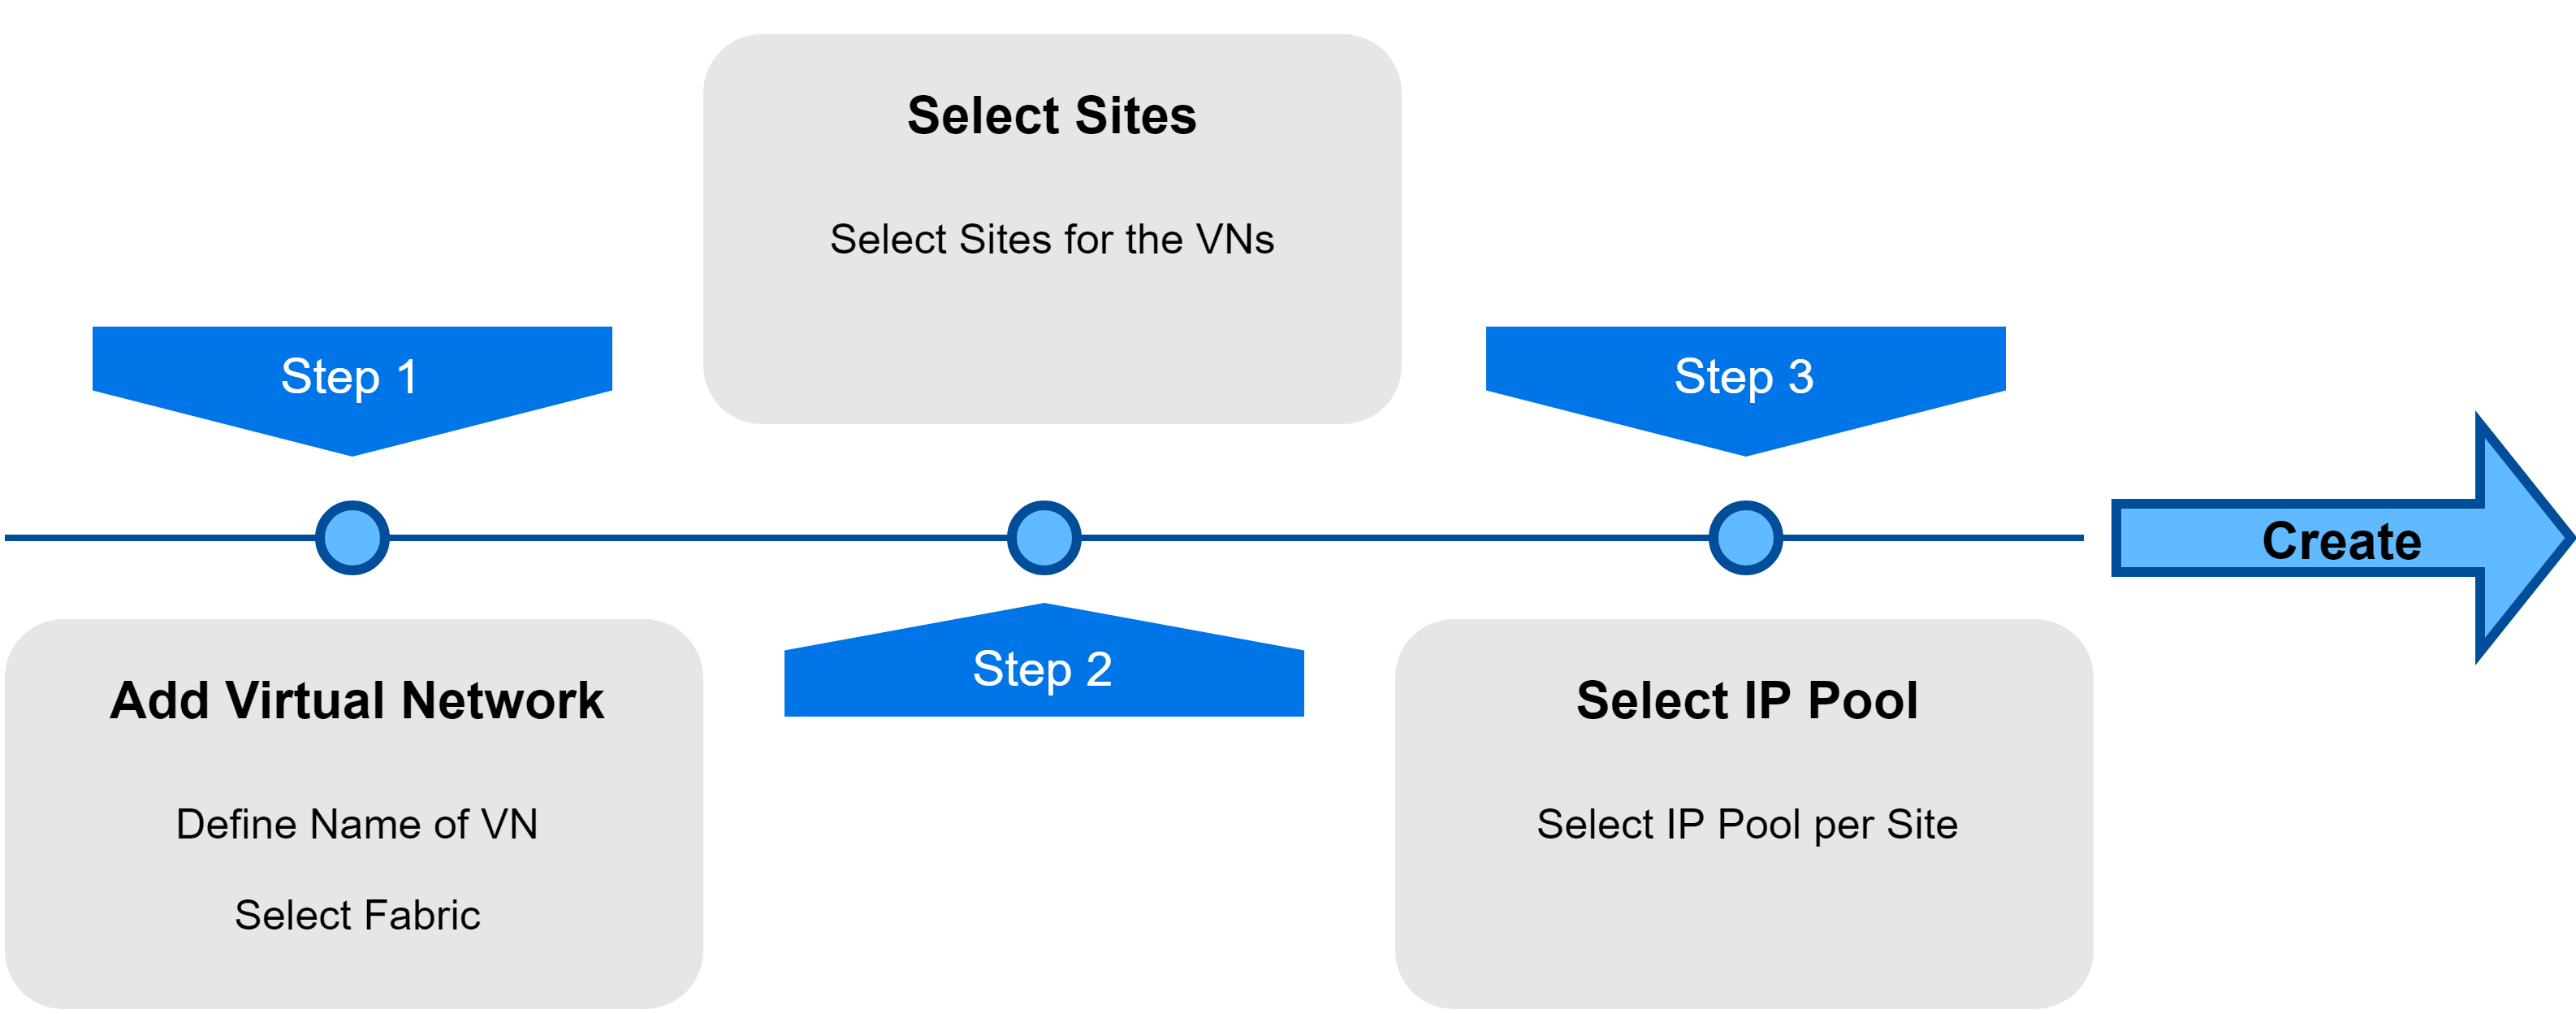 Step 1
Add Virtual Network
Define Name of VN
Select Fabric
Select Sites
Select Sites for the VNs
Step 2
Step 3
Select IP Pool
Select IP Pool per Site
Create